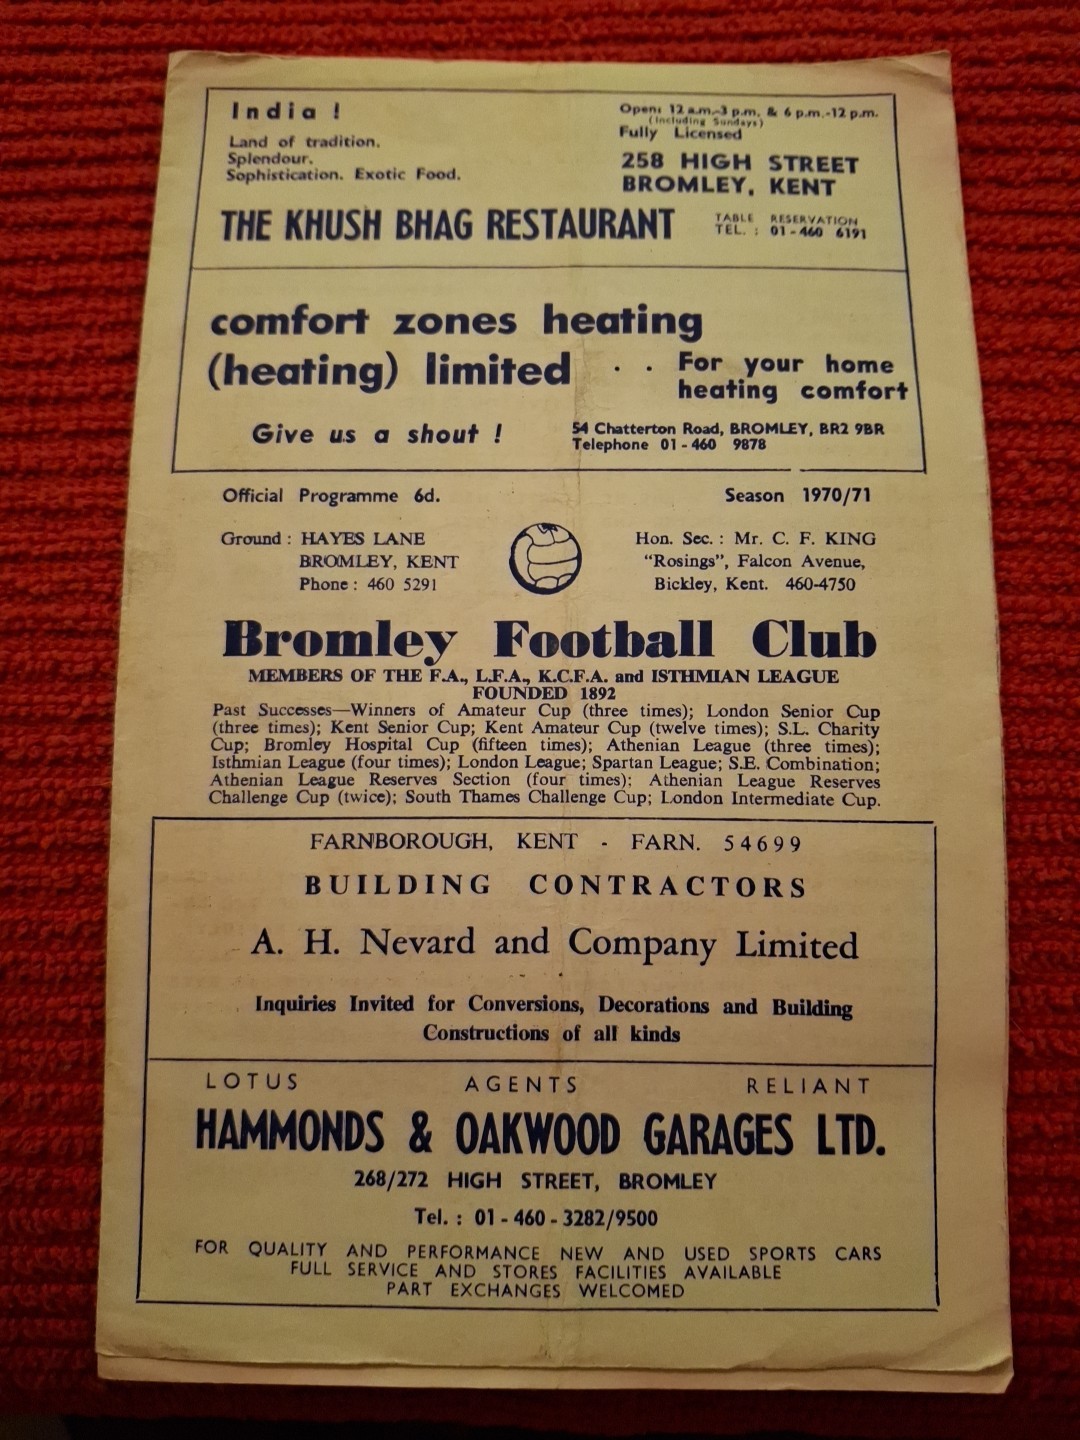 India !
Land of tradition.
Splendour.
Sophistication. Exotic Food.
Open: 12 a.m.-3 p.m. & 6 p.m.-12 p.m.
(Including Sundays)
Fully Licensed
258 HIGH STREET
BROMLEY, KENT
THE KHUSH BHAG RESTAURANT
TABLE RESERVATION
TEL. : 01 - 460 6191
comfort zones heating
(heating) limited . . For your home
heating comfort
Give us a shout !
54 Chatterton Road, BROMLEY, BR2 9BR
Telephone 01 - 460 9878
Official Programme 6d.
Season 1970/71
Ground : HAYES LANE
BROMLEY, KENT
Phone : 460 5291
Hon. Sec. : Mr. C. F. KING
"Rosings", Falcon Avenue,
Bickley, Kent. 460-4750
Bromley Football Club
MEMBERS OF THE F.A., L.F.A., K.C.F.A. and ISTHMIAN LEAGUE
FOUNDED 1892
Past Successes—Winners of Amateur Cup (three times); London Senior Cup
(three times); Kent Senior Cup; Kent Amateur Cup (twelve times); S.L. Charity
Cup; Bromley Hospital Cup (fifteen times); Athenian League (three times);
Isthmian League (four times); London League; Spartan League; S.E. Combination;
Athenian League Reserves Section (four times); Athenian League Reserves
Challenge Cup (twice); South Thames Challenge Cup; London Intermediate Cup.
FARNBOROUGH, KENT - FARN. 54699
BUILDING CONTRACTORS
A. H. Nevard and Company Limited
Inquiries Invited for Conversions, Decorations and Building
Constructions of all kinds
LOTUS AGENTS RELIANT
HAMMONDS & OAKWOOD GARAGES LTD.
268/272 HIGH STREET, BROMLEY
Tel. : 01 - 460 - 3282/9500
FOR QUALITY AND PERFORMANCE NEW AND USED SPORTS CARS
FULL SERVICE AND STORES FACILITIES AVAILABLE
PART EXCHANGES WELCOMED